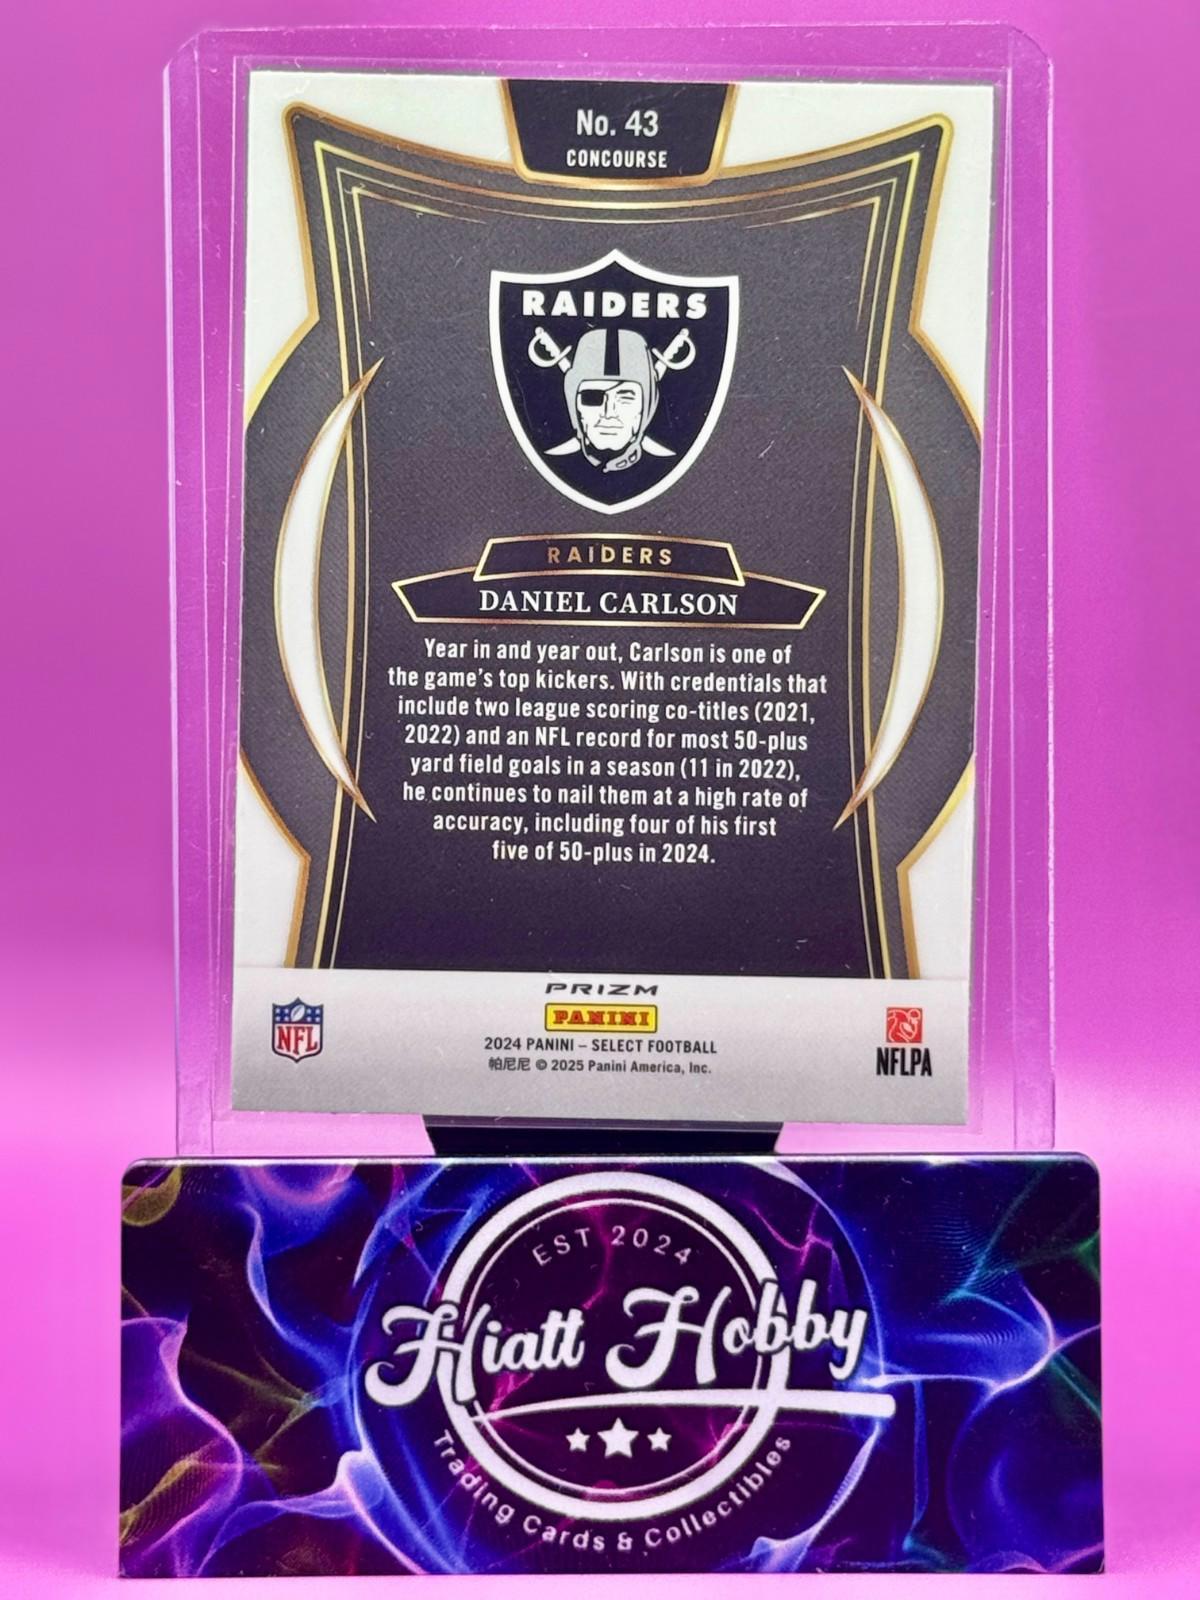 No. 43
CONCOURSE
RAIDERS
RAIDERS
DANIEL CARLSON
Year in and year out, Carlson is one of
the game's top kickers. With credentials that
include two league scoring co-titles (2021,
2022) and an NFL record for most 50-plus
yard field goals in a season (11 in 2022),
he continues to nail them at a high rate of
accuracy, including four of his first
five of 50-plus in 2024.
PRIZM
NFL
PANINI
2024 PANINI – SELECT FOOTBALL
帕尼尼 © 2025 Panini America, Inc.
NFLPA
EST 2024
Hiatt Hobby
Trading Cards & Collectibles